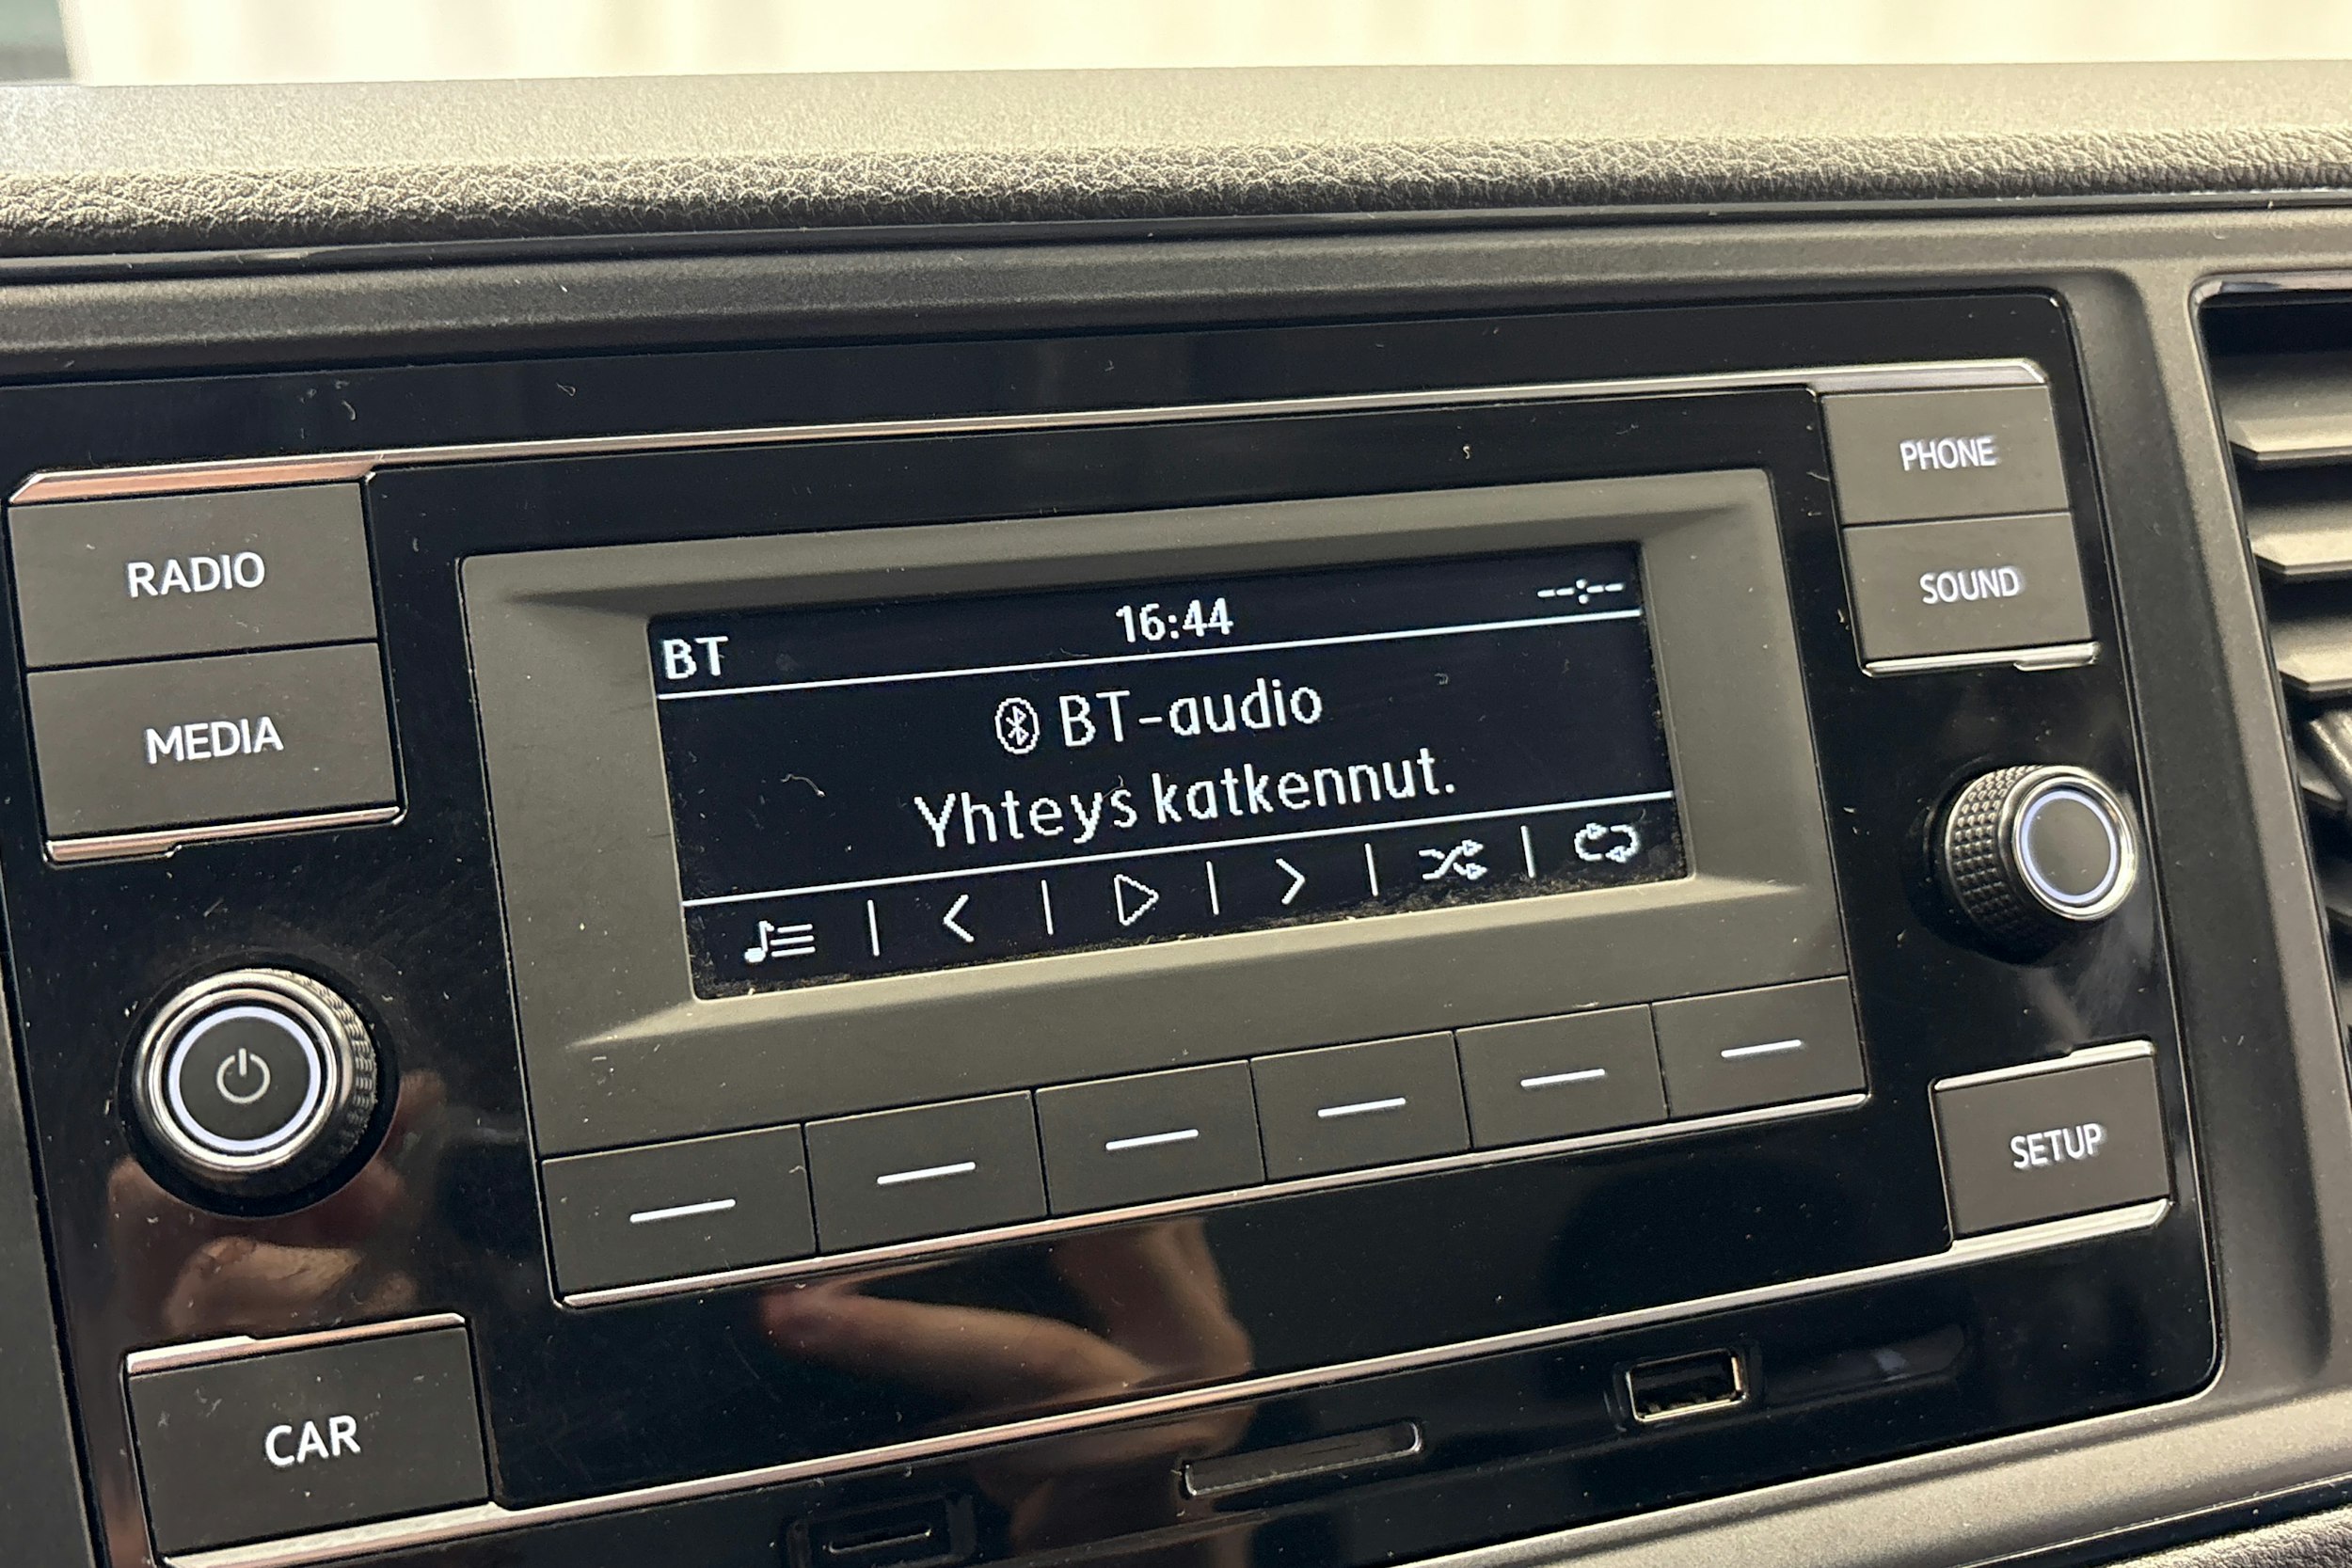 RADIO
MEDIA
CAR
BT
16:44
--:--
BT-audio
Yhteys katkennut.
PHONE
SOUND
SETUP